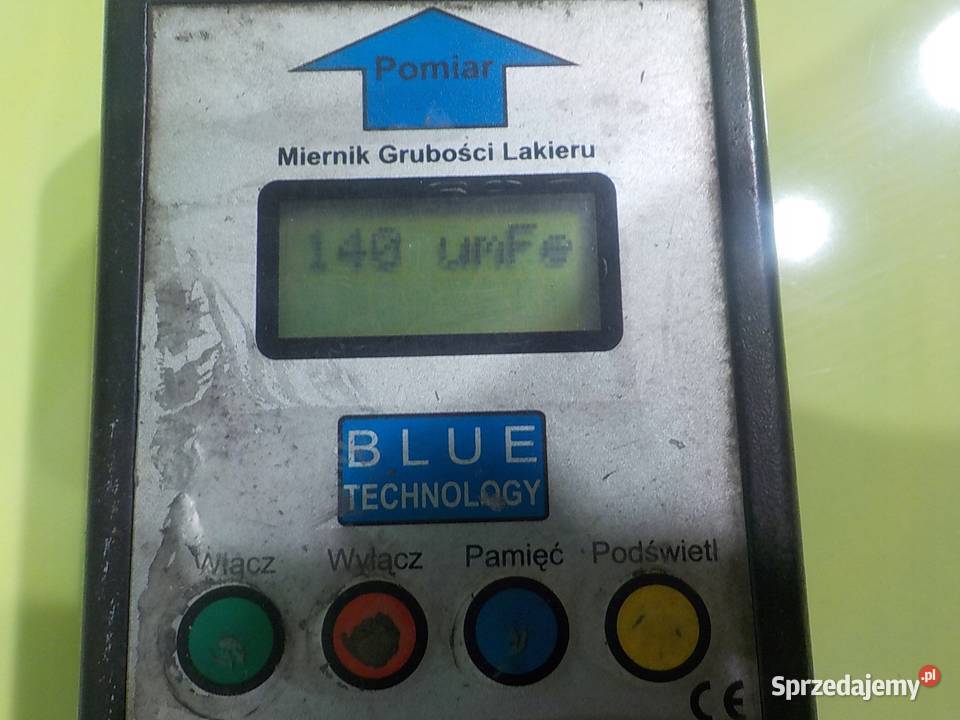 Pomiar
Miernik Grubości Lakieru
140 umFe
BLUE
TECHNOLOGY
Włącz Wyłącz Pamięć Podświetl
CE
Sprzedajemy.pl